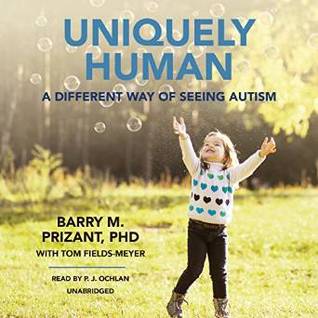 UNIQUELY
HUMAN
A DIFFERENT WAY OF SEEING AUTISM
BARRY M.
PRIZANT, PHD
WITH TOM FIELDS-MEYER
READ BY P. J. OCHLAN
UNABRIDGED